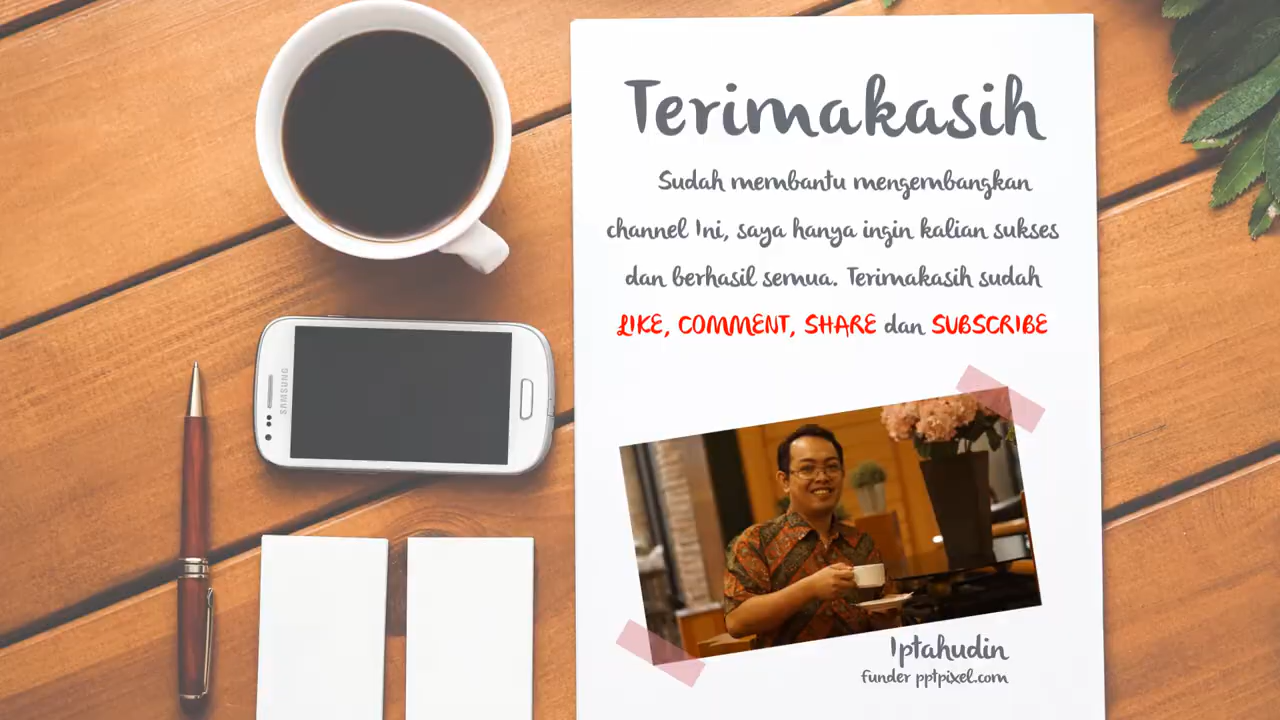 Terimakasih
Sudah membantu mengembangkan
channel Ini, saya hanya ingin kalian sukses
dan berhasil semua. Terimakasih sudah
LIKE, COMMENT, SHARE dan SUBSCRIBE
SAMSUNG
Iptahudin
funder pptpixel.com